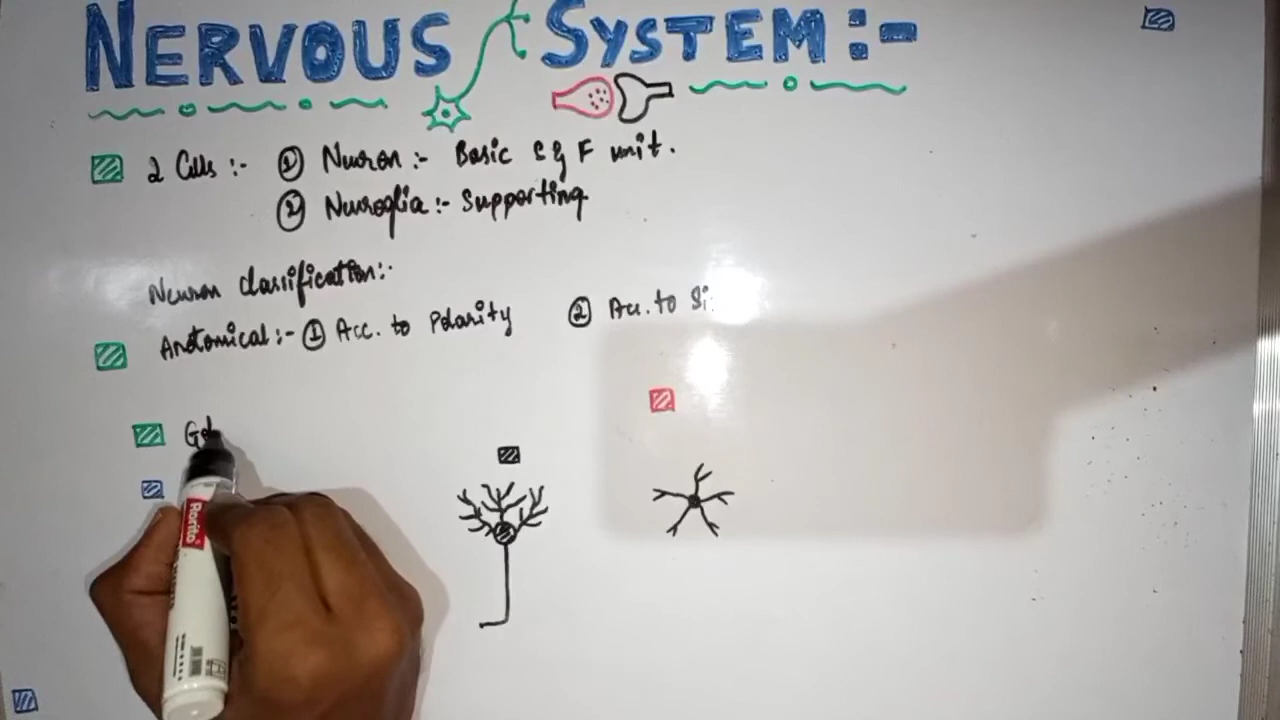 NERVOUS SYSTEM :-
2 Cells :- ① Neuron :- Basic S & F unit.
② Neuroglia :- Supporting
Neuron classification :-
Anatomical :- ① Acc. to Polarity ② Acc. to Si
Go
Rorito